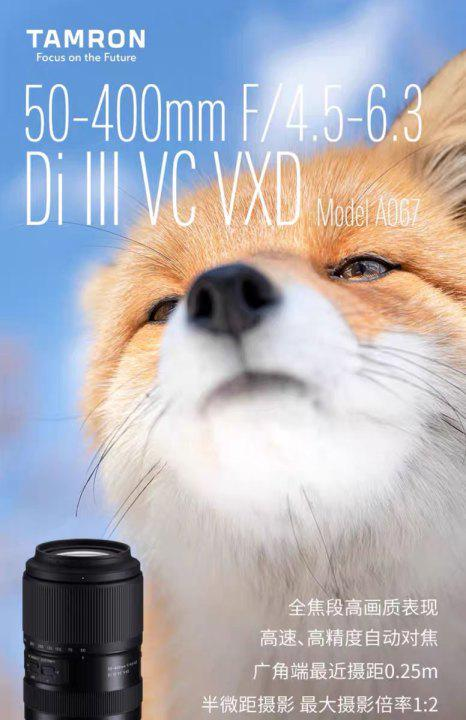 TAMRON
Focus on the Future
50-400mm F/4.5-6.3
Di III VC VXD Model A067
全焦段高画质表现
高速、高精度自动对焦
广角端最近摄距0.25m
半微距摄影 最大摄影倍率1:2